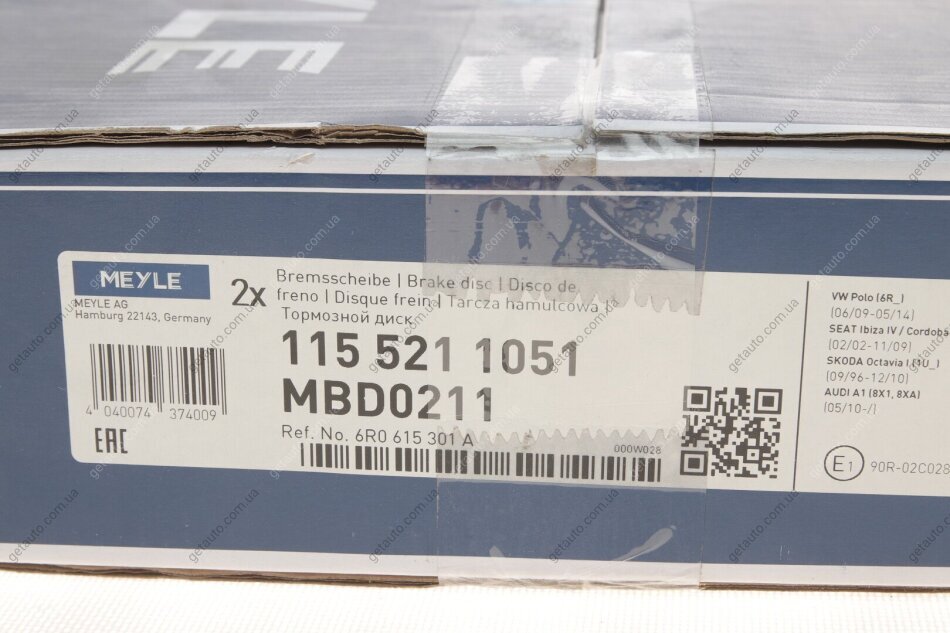 MEYLE
MEYLE AG
Hamburg 22143, Germany
4 040074 374009
EAC
2x
Bremsscheibe | Brake disc | Disco de
freno | Disque frein | Tarcza hamulcowa
Тормозной диск
115 521 1051
MBD0211
Ref. No. 6R0 615 301 A
000W028
VW Polo (6R_)
(06/09-05/14)
SEAT Ibiza IV / Cordoba
(02/02-11/09)
SKODA Octavia I (1U_)
(09/96-12/10)
AUDI A1 (8X1, 8XA)
(05/10-/)
E1 90R-02C028
getauto.com.ua